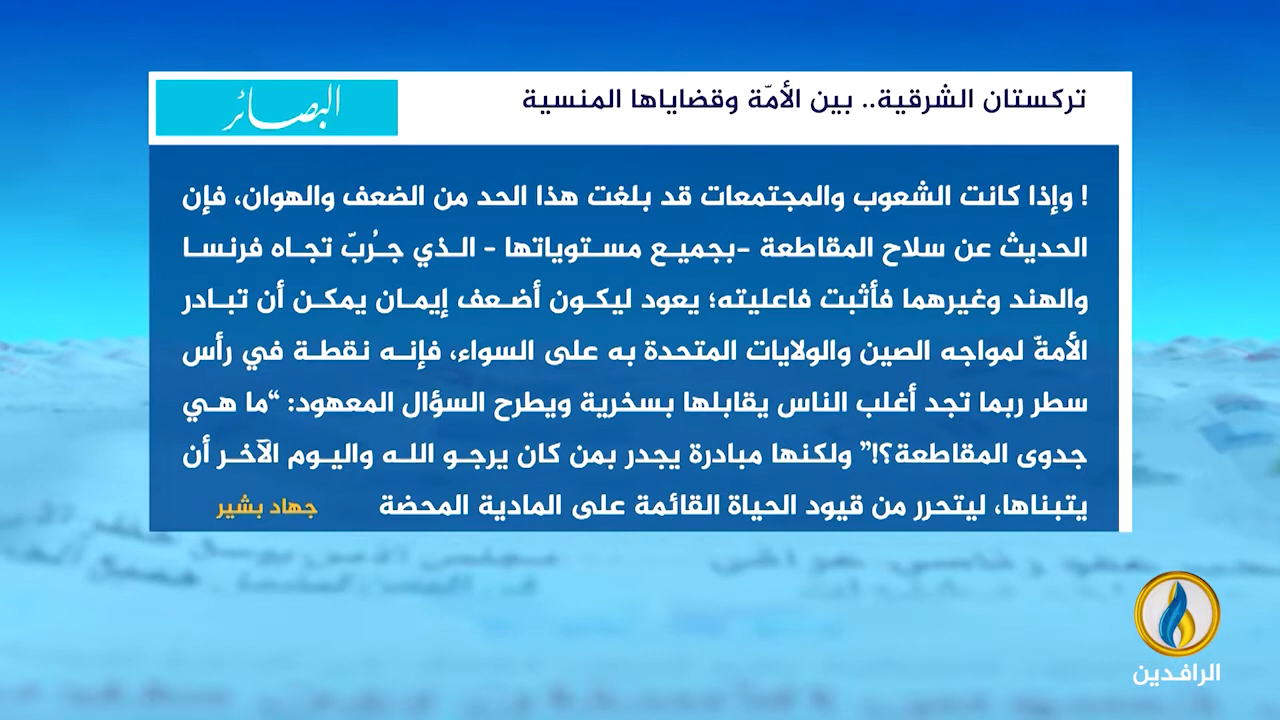 تركستان الشرقية.. بين الأمّة وقضاياها المنسية
البصائر
! وإذا كانت الشعوب والمجتمعات قد بلغت هذا الحد من الضعف والهوان، فإن
الحديث عن سلاح المقاطعة -بجميع مستوياتها - الذي جُربّ تجاه فرنسا
والهند وغيرهما فأثبت فاعليته؛ يعود ليكون أضعف إيمان يمكن أن تبادر
الأمةّ لمواجه الصين والولايات المتحدة به على السواء، فإنه نقطة في رأس
سطر ربما تجد أغلب الناس يقابلها بسخرية ويطرح السؤال المعهود: “ما هي
جدوى المقاطعة؟!” ولكنها مبادرة يجدر بمن كان يرجو الله واليوم الآخر أن
يتبناها، ليتحرر من قيود الحياة القائمة على المادية المحضة
جهاد بشير
الرافدين